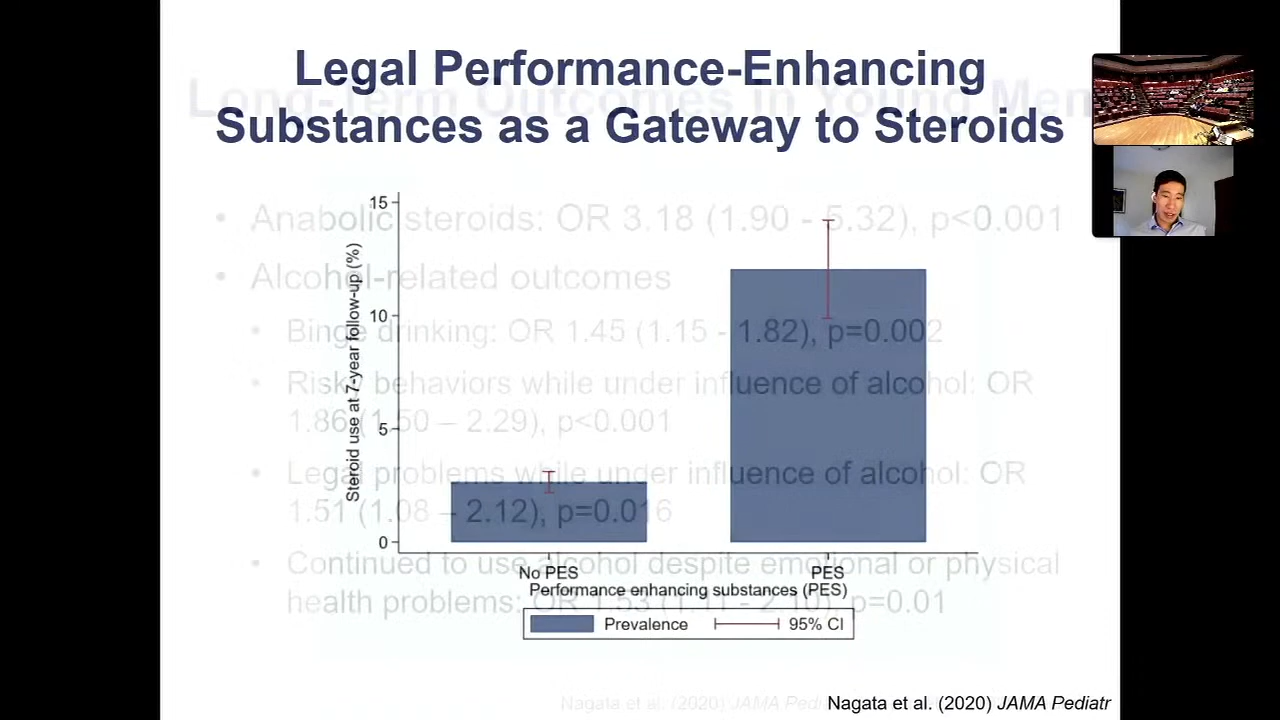 Legal Performance-Enhancing
Substances as a Gateway to Steroids
Long-Term Outcomes in Young Men
• Anabolic steroids: OR 3.18 (1.90 - 5.32), p<0.001
• Alcohol-related outcomes
• Binge drinking: OR 1.45 (1.15 - 1.82), p=0.002
• Risky behaviors while under influence of alcohol: OR
1.86 (1.50 – 2.29), p<0.001
• Legal problems while under influence of alcohol: OR
1.51 (1.08 – 2.12), p=0.016
• Continued to use alcohol despite emotional or physical
health problems: OR 1.53 (1.11 - 2.10), p=0.01
Steroid use at 7-year follow-up (%)
15
10
5
0
No PES
PES
Performance enhancing substances (PES)
Prevalence
95% CI
Nagata et al. (2020) JAMA Pedi
Nagata et al. (2020) JAMA Pediatr